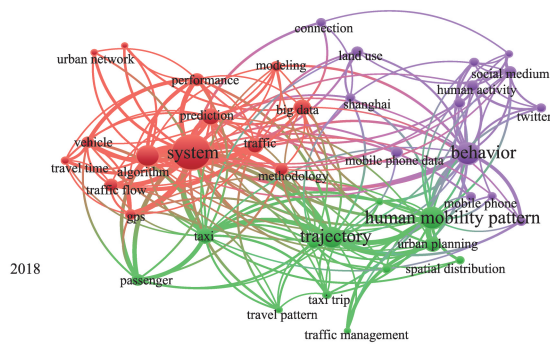 connection
urban network
land use
modeling
social medium
performance
human activity
big data
shanghai
twitter
prediction
traffic
vehicle
system
behavior
travel time
algorithm
mobile phone data
methodology
traffic flow
mobile phone
gps
human mobility pattern
taxi
trajectory
urban planning
2018
spatial distribution
passenger
taxi trip
travel pattern
traffic management